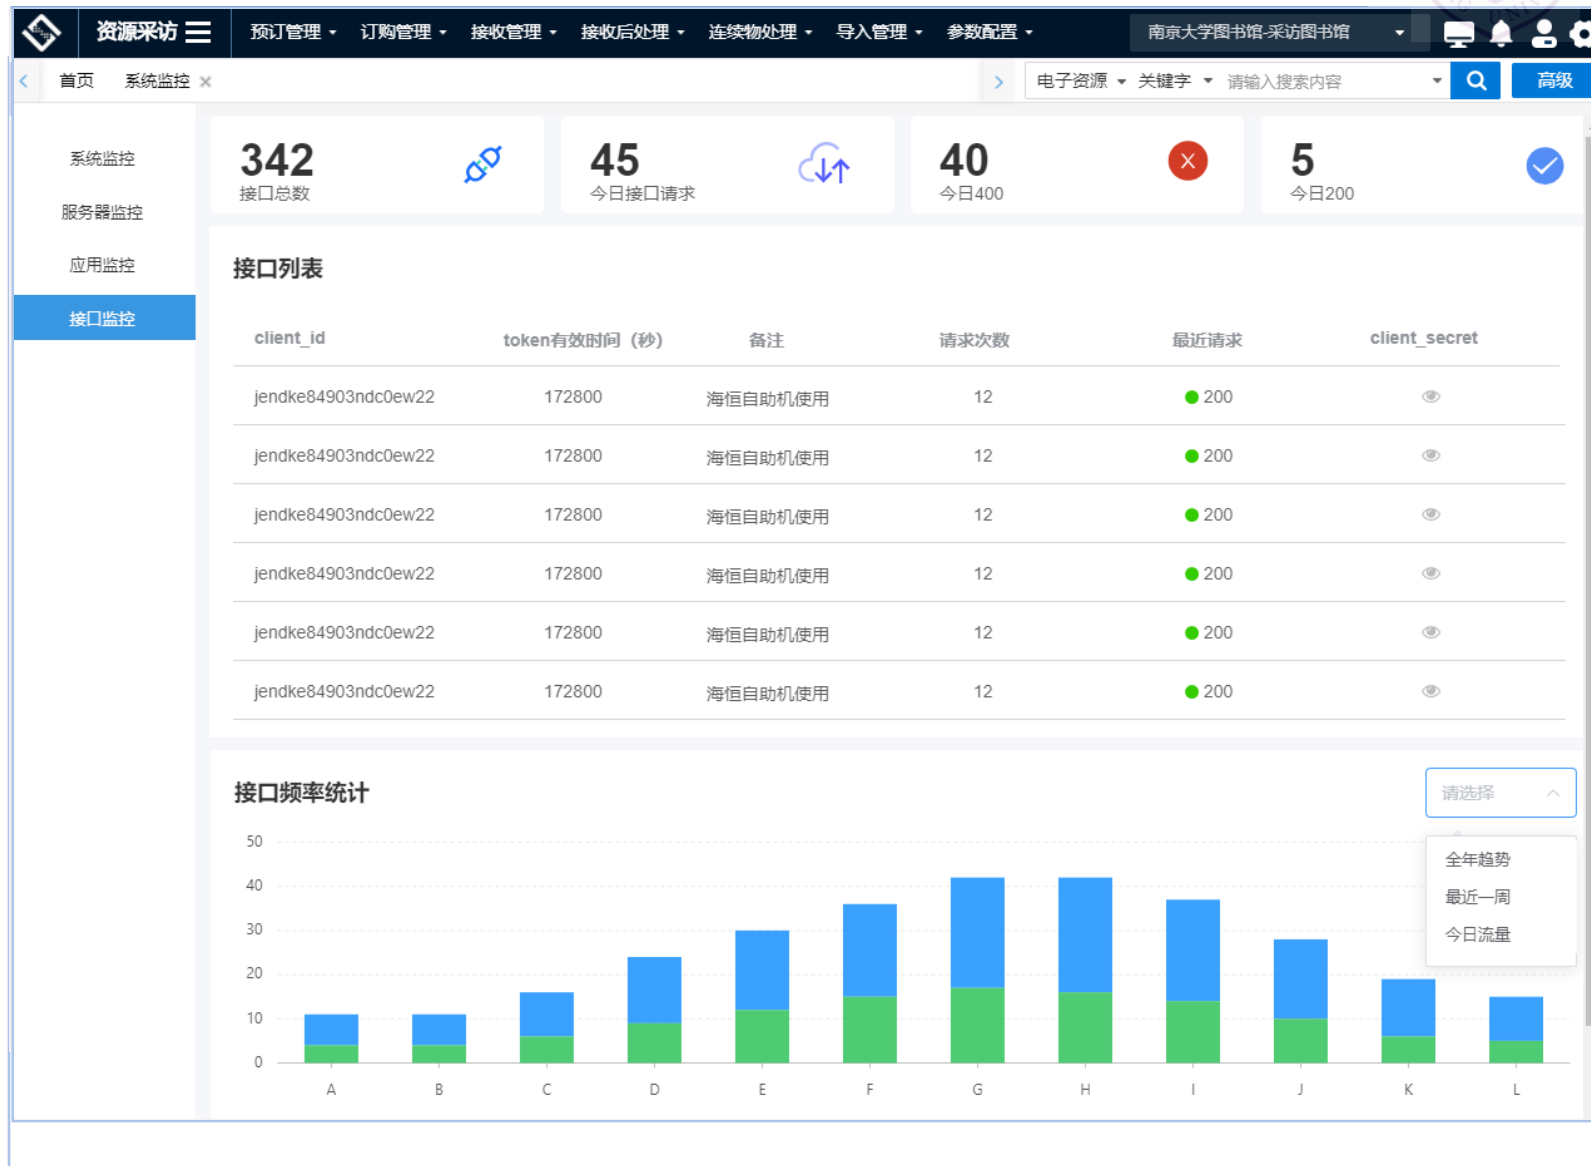 资源采访 预订管理 订购管理 接收管理 接收后处理 连续物处理 导入管理 参数配置 南京大学图书馆-采访图书馆
首页 系统监控 电子资源 关键字 请输入搜索内容 高级
系统监控
服务器监控
应用监控
接口监控
342 45 40 5
接口总数 今日接口请求 今日400 今日200
接口列表
client_id token有效时间（秒） 备注 请求次数 最近请求 client_secret
jendke84903ndc0ew22 172800 海恒自助机使用 12 200
jendke84903ndc0ew22 172800 海恒自助机使用 12 200
jendke84903ndc0ew22 172800 海恒自助机使用 12 200
jendke84903ndc0ew22 172800 海恒自助机使用 12 200
jendke84903ndc0ew22 172800 海恒自助机使用 12 200
jendke84903ndc0ew22 172800 海恒自助机使用 12 200
接口频率统计 请选择
全年趋势
最近一周
今日流量
50
40
30
20
10
0
A B C D E F G H I J K L